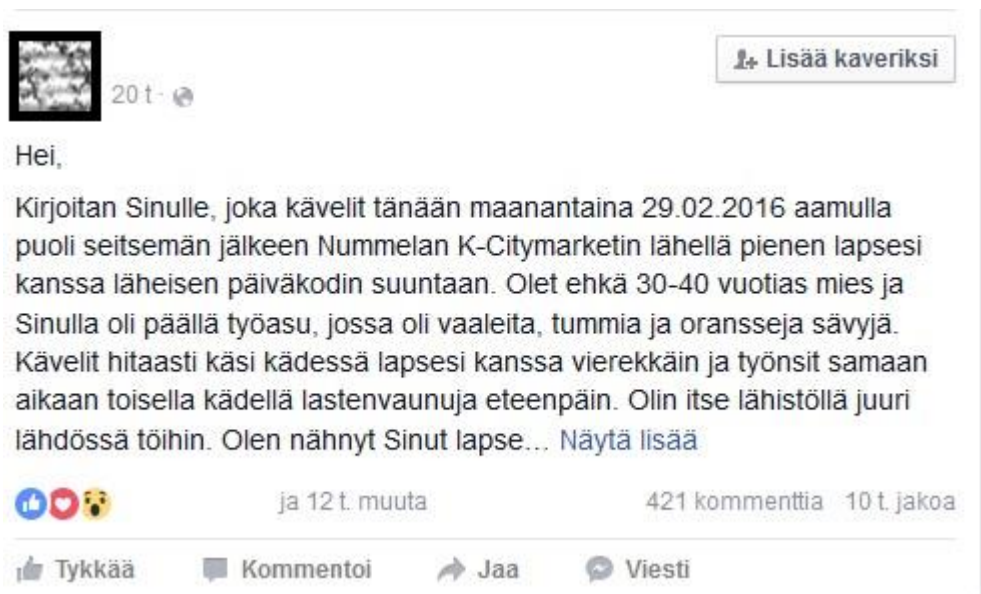 Lisää kaveriksi
20 t ·
Hei,
Kirjoitan Sinulle, joka kävelit tänään maanantaina 29.02.2016 aamulla
puoli seitsemän jälkeen Nummelan K-Citymarketin lähellä pienen lapsesi
kanssa läheisen päiväkodin suuntaan. Olet ehkä 30-40 vuotias mies ja
Sinulla oli päällä työasu, jossa oli vaaleita, tummia ja oransseja sävyjä.
Kävelit hitaasti käsi kädessä lapsesi kanssa vierekkäin ja työnsit samaan
aikaan toisella kädellä lastenvaunuja eteenpäin. Olin itse lähistöllä juuri
lähdössä töihin. Olen nähnyt Sinut lapse... Näytä lisää
ja 12 t. muuta 421 kommenttia 10 t. jakoa
Tykkää Kommentoi Jaa Viesti